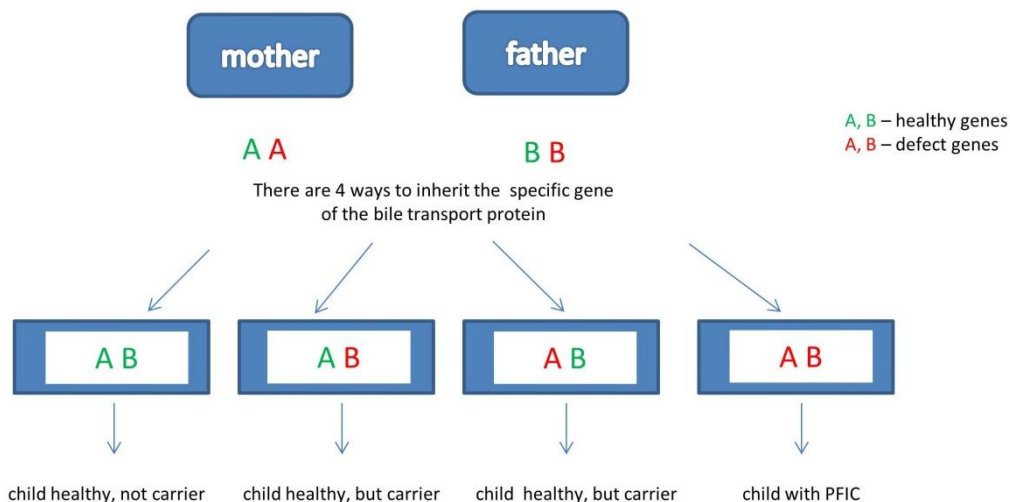 mother
father
A A
B B
A, B – healthy genes
A, B – defect genes
There are 4 ways to inherit the specific gene
of the bile transport protein
A B
A B
A B
A B
child healthy, not carrier
child healthy, but carrier
child healthy, but carrier
child with PFIC